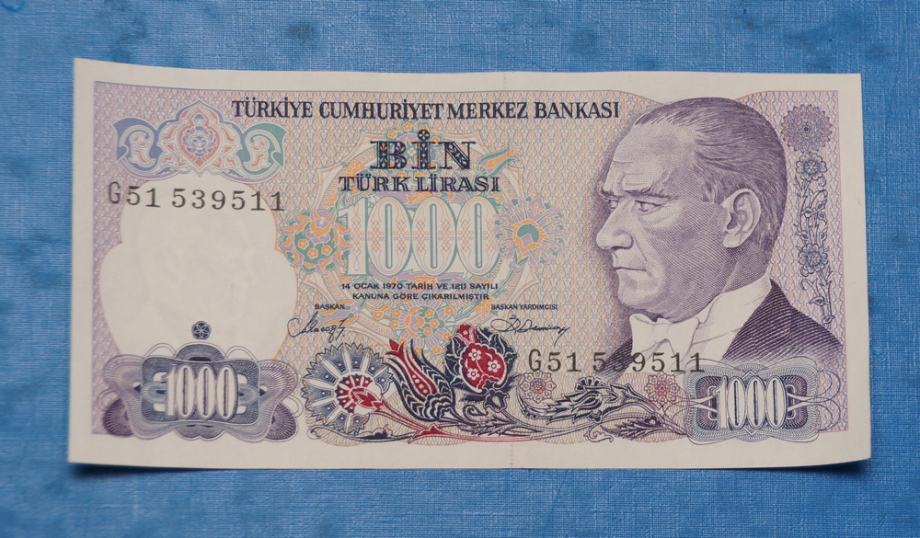 TÜRKİYE CUMHURİYET MERKEZ BANKASI
BİN
TÜRK LİRASI
G51 539511
1000
14 OCAK 1970 TARİH VE 1211 SAYILI
KANUNA GÖRE ÇIKARILMIŞTIR
BAŞKAN BAŞKAN YARDIMCISI
G51 539511
1000 1000